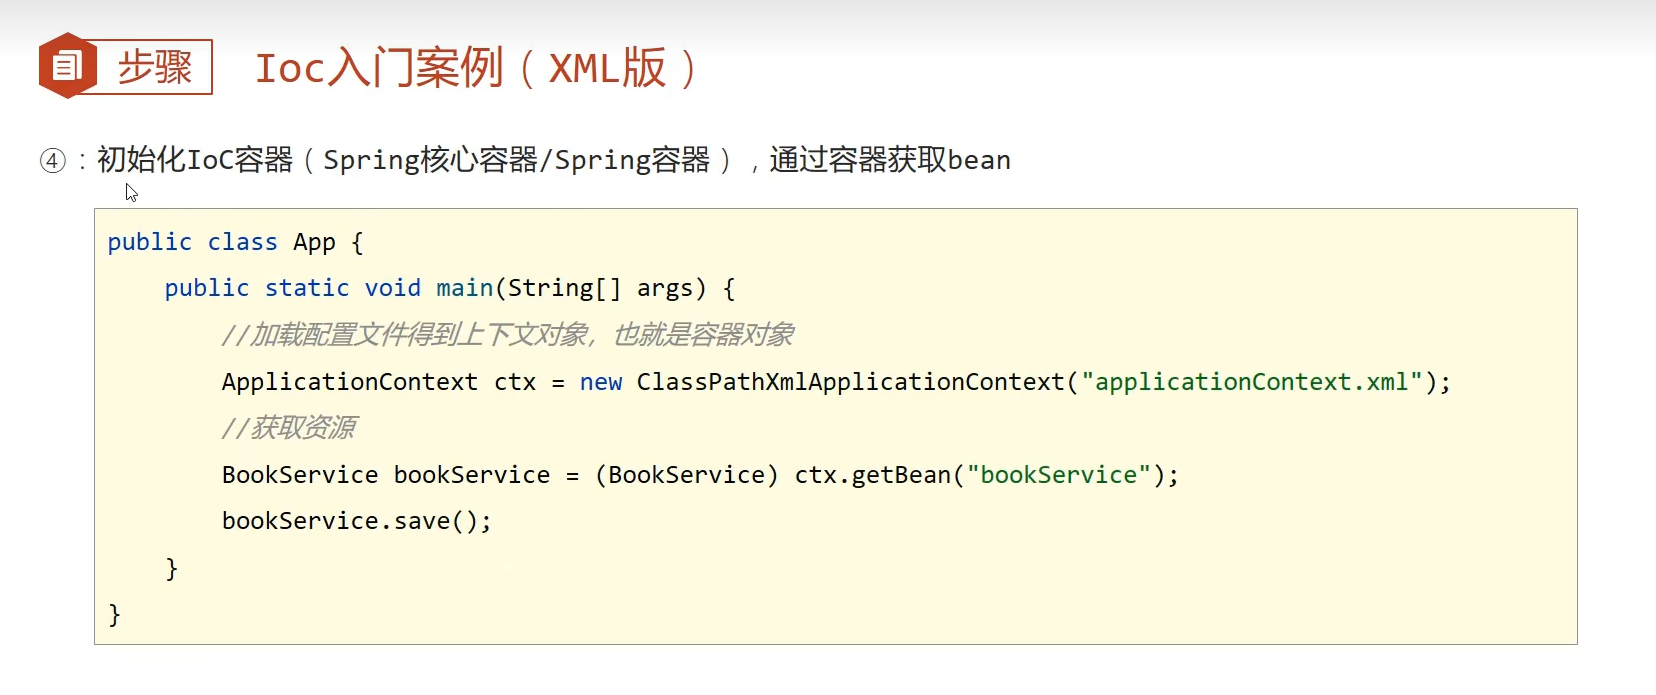 步骤 Ioc入门案例（XML版）
④：初始化IoC容器（Spring核心容器/Spring容器），通过容器获取bean
public class App {
    public static void main(String[] args) {
        //加载配置文件得到上下文对象，也就是容器对象
        ApplicationContext ctx = new ClassPathXmlApplicationContext("applicationContext.xml");
        //获取资源
        BookService bookService = (BookService) ctx.getBean("bookService");
        bookService.save();
    }
}